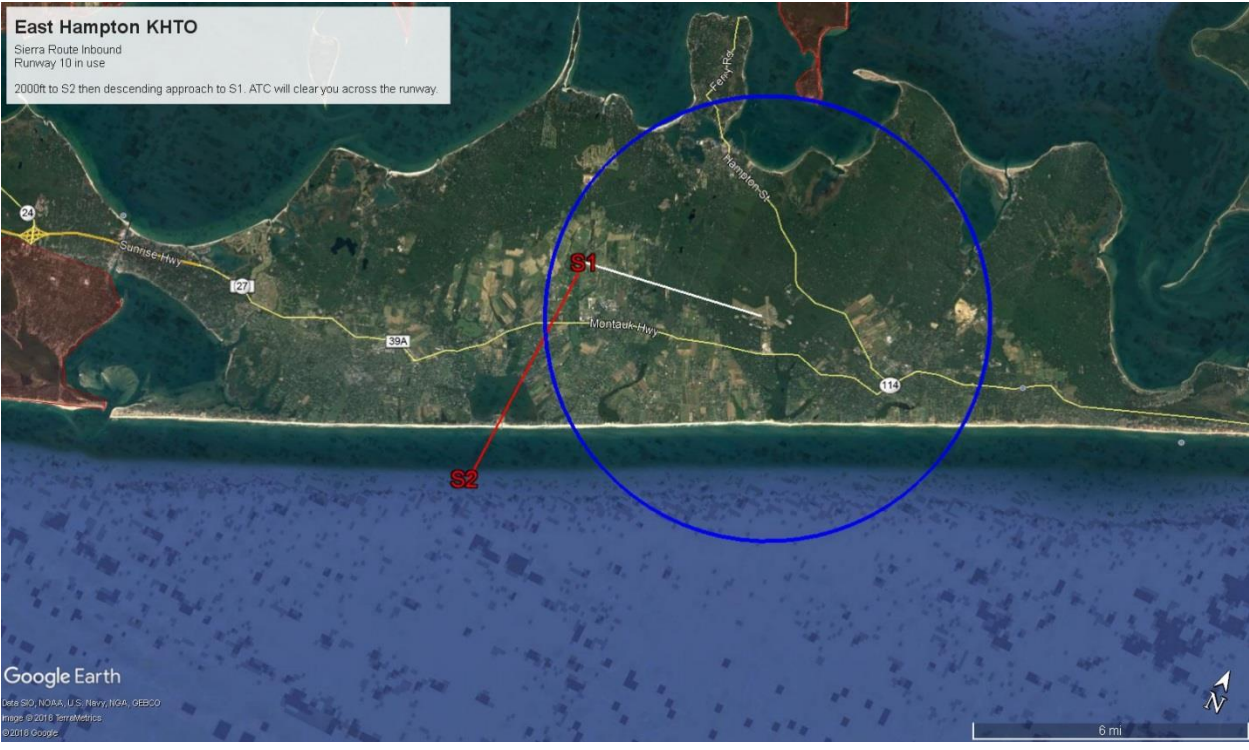 East Hampton KHTO
Sierra Route Inbound
Runway 10 in use
2000ft to S2 then descending approach to S1. ATC will clear you across the runway.
Ferry Rd
Hampton St
24
Sunrise Hwy
27
S1
Montauk Hwy
39A
114
S2
Google Earth
Data SIO, NOAA, U.S. Navy, NGA, GEBCO
Image © 2018 TerraMetrics
© 2018 Google
N
6 mi